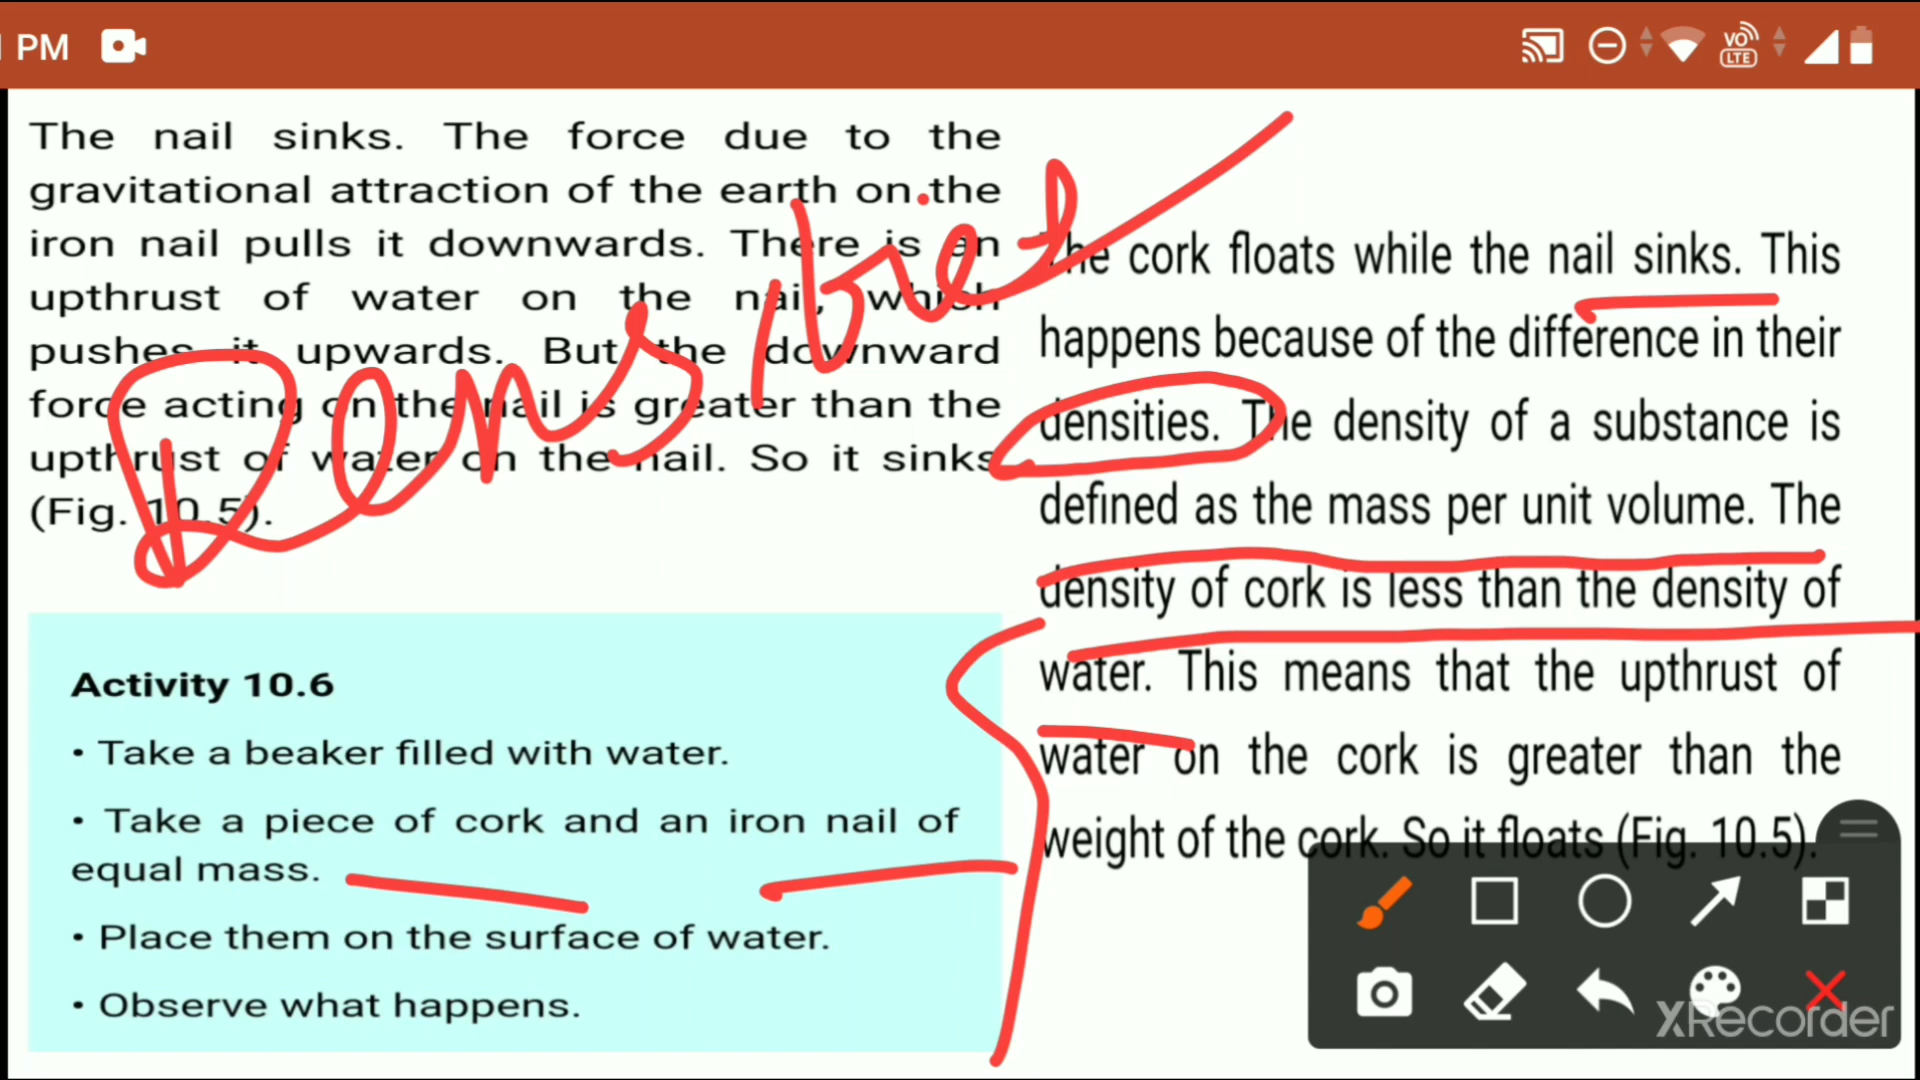 PM
VO
LTE
The nail sinks. The force due to the
gravitational attraction of the earth on the
iron nail pulls it downwards. There is an
upthrust of water on the nail, which
pushes it upwards. But the downward
force acting on the nail is greater than the
upthrust of water on the nail. So it sinks
(Fig. 10.5).
Activity 10.6
• Take a beaker filled with water.
• Take a piece of cork and an iron nail of
equal mass.
• Place them on the surface of water.
• Observe what happens.
The cork floats while the nail sinks. This
happens because of the difference in their
densities. The density of a substance is
defined as the mass per unit volume. The
density of cork is less than the density of
water. This means that the upthrust of
water on the cork is greater than the
weight of the cork. So it floats (Fig. 10.5).
XRecorder